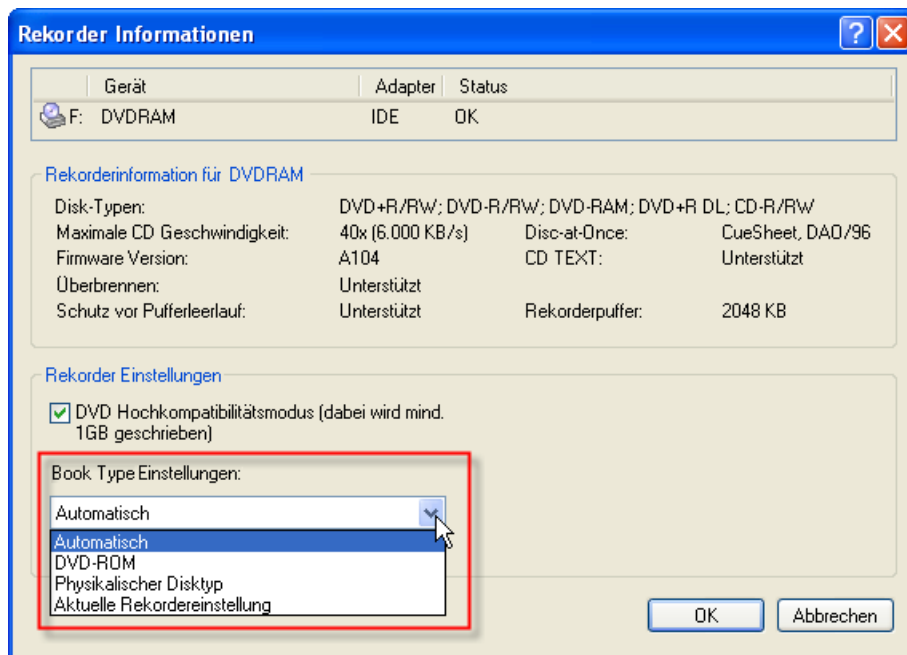 Rekorder Informationen
Gerät Adapter Status
F: DVDRAM IDE OK
Rekorderinformation für DVDRAM
Disk-Typen: DVD+R/RW; DVD-R/RW; DVD-RAM; DVD+R DL; CD-R/RW
Maximale CD Geschwindigkeit: 40x (6.000 KB/s) Disc-at-Once: CueSheet, DAO/96
Firmware Version: A104 CD TEXT: Unterstützt
Überbrennen: Unterstützt
Schutz vor Pufferleerlauf: Unterstützt Rekorderpuffer: 2048 KB
Rekorder Einstellungen
DVD Hochkompatibilitätsmodus (dabei wird mind.
1GB geschrieben)
Book Type Einstellungen:
Automatisch
Automatisch
DVD-ROM
Physikalischer Disktyp
Aktuelle Rekordereinstellung
OK Abbrechen